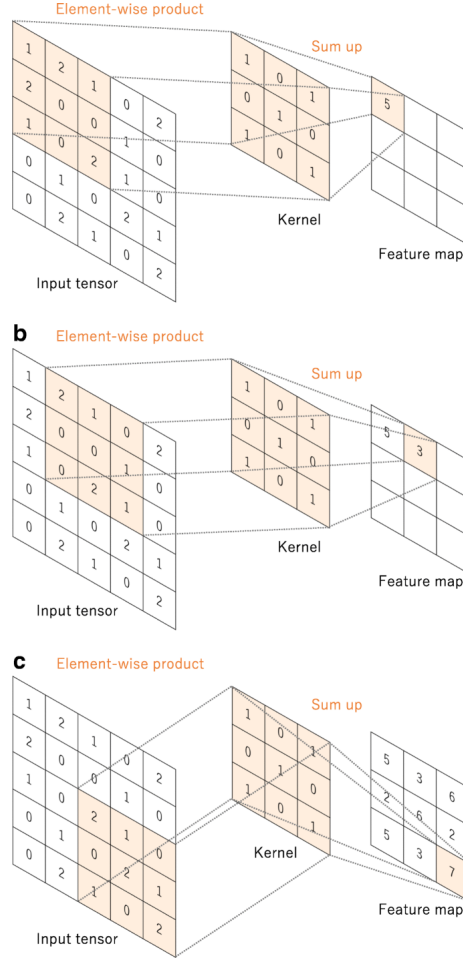 Element-wise product
Sum up
1 2 1 0 2
2 0 0 1 0
1 0 2 1 0
0 1 0 2 1
0 2 1 0 2
Input tensor
1 0 1
0 1 0
1 0 1
Kernel
5
Feature map
b
Element-wise product
Sum up
1 2 1 0 2
2 0 0 1 0
1 0 2 1 0
0 1 0 2 1
0 2 1 0 2
Input tensor
1 0 1
0 1 0
1 0 1
Kernel
5 3
Feature map
c
Element-wise product
Sum up
1 2 1 0 2
2 0 0 1 0
1 0 2 1 0
0 1 0 2 1
0 2 1 0 2
Input tensor
1 0 1
0 1 0
1 0 1
Kernel
5 3 6
2 6 2
5 3 7
Feature map